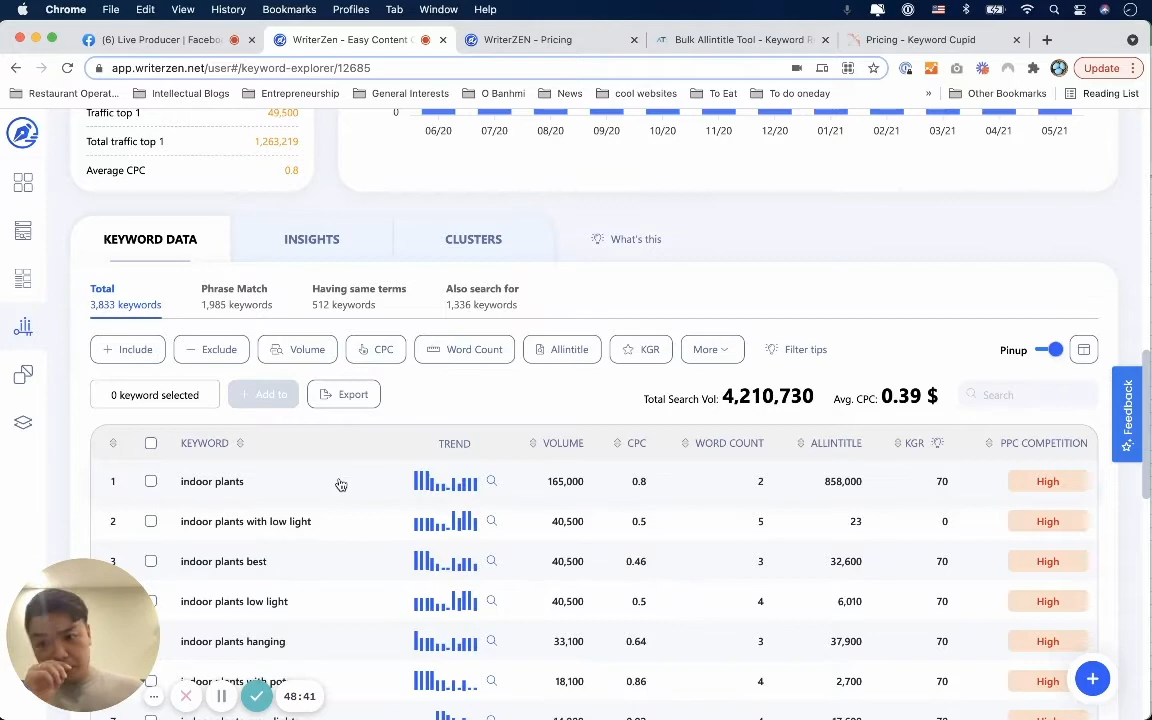 Chrome File Edit View History Bookmarks Profiles Tab Window Help
(6) Live Producer | Facebo
WriterZen - Easy Content C
WriterZEN - Pricing
Bulk Allintitle Tool - Keyword R
Pricing - Keyword Cupid
app.writerzen.net/user#/keyword-explorer/12685
Update
Restaurant Operat... Intellectual Blogs Entrepreneurship General Interests O Banhmi News cool websites To Eat To do oneday » Other Bookmarks Reading List
Traffic top 1 49,500
Total traffic top 1 1,263,219
Average CPC 0.8
0
06/20 07/20 08/20 09/20 10/20 11/20 12/20 01/21 02/21 03/21 04/21 05/21
KEYWORD DATA INSIGHTS CLUSTERS What's this
Total Phrase Match Having same terms Also search for
3,833 keywords 1,985 keywords 512 keywords 1,336 keywords
+ Include − Exclude Volume CPC Word Count Allintitle KGR More Filter tips Pinup
0 keyword selected + Add to Export Total Search Vol: 4,210,730 Avg. CPC: 0.39 $ Search
Feedback
KEYWORD TREND VOLUME CPC WORD COUNT ALLINTITLE KGR PPC COMPETITION
1 indoor plants 165,000 0.8 2 858,000 70 High
2 indoor plants with low light 40,500 0.5 5 23 0 High
3 indoor plants best 40,500 0.46 3 32,600 70 High
indoor plants low light 40,500 0.5 4 6,010 70 High
indoor plants hanging 33,100 0.64 3 37,900 70 High
indoor plants with pot 18,100 0.86 4 2,700 70 High
48:41